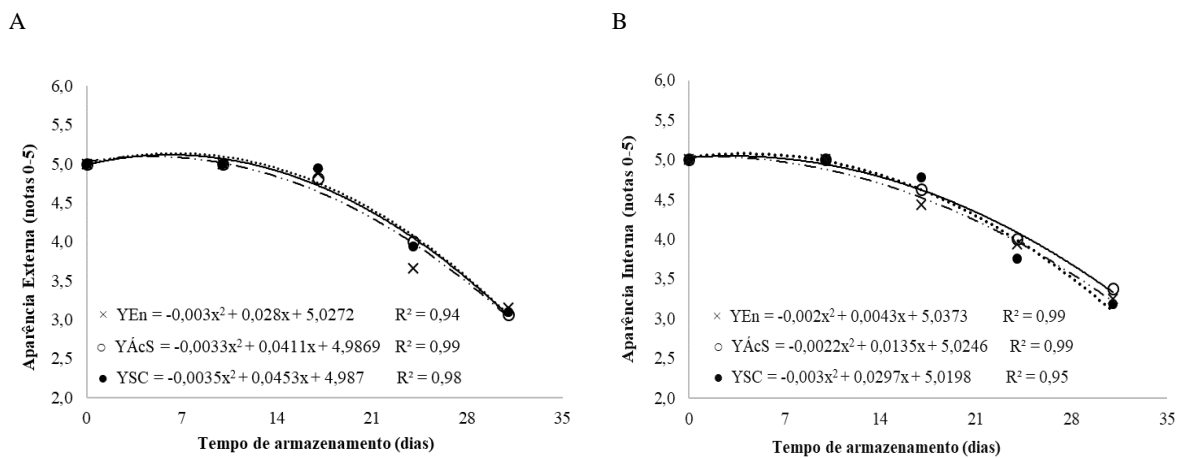 A
6,0
5,5
5,0
4,5
4,0
3,5
3,0
2,5
2,0
Aparência Externa (notas 0-5)
× YEn = -0,003x² + 0,028x + 5,0272 R² = 0,94
○ YÁcS = -0,0033x² + 0,0411x + 4,9869 R² = 0,99
● YSC = -0,0035x² + 0,0453x + 4,987 R² = 0,98
0 7 14 21 28 35
Tempo de armazenamento (dias)
B
6,0
5,5
5,0
4,5
4,0
3,5
3,0
2,5
2,0
Aparência Interna (notas 0-5)
× YEn = -0,002x² + 0,0043x + 5,0373 R² = 0,99
○ YÁcS = -0,0022x² + 0,0135x + 5,0246 R² = 0,99
● YSC = -0,003x² + 0,0297x + 5,0198 R² = 0,95
0 7 14 21 28 35
Tempo de armazenamento (dias)